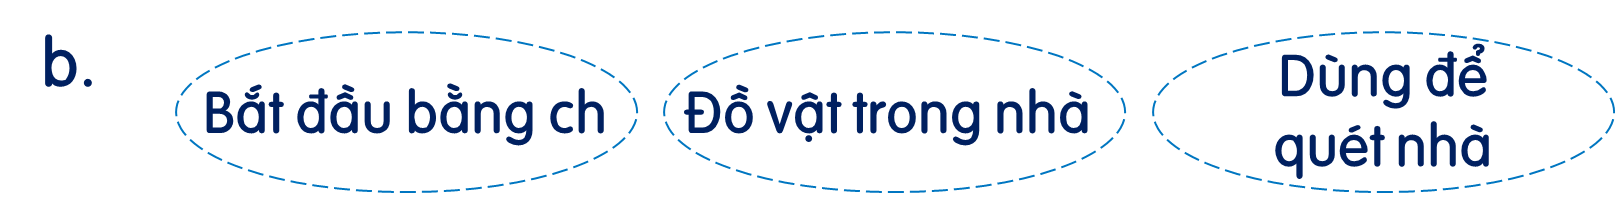 b.
Bắt đầu bằng ch
Đồ vật trong nhà
Dùng để
quét nhà